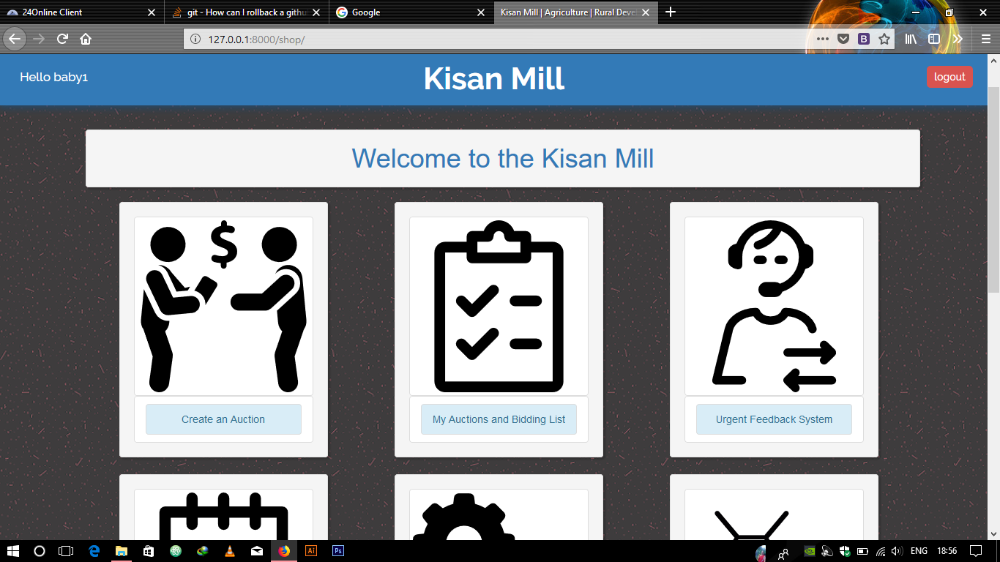 24Online Client
git - How can I rollback a githu
Google
Kisan Mill | Agriculture | Rural Deve
127.0.0.1:8000/shop/
B
Hello baby1
Kisan Mill
logout
Welcome to the Kisan Mill
$
Create an Auction
My Auctions and Bidding List
Urgent Feedback System
Ai
Ps
ENG
18:56